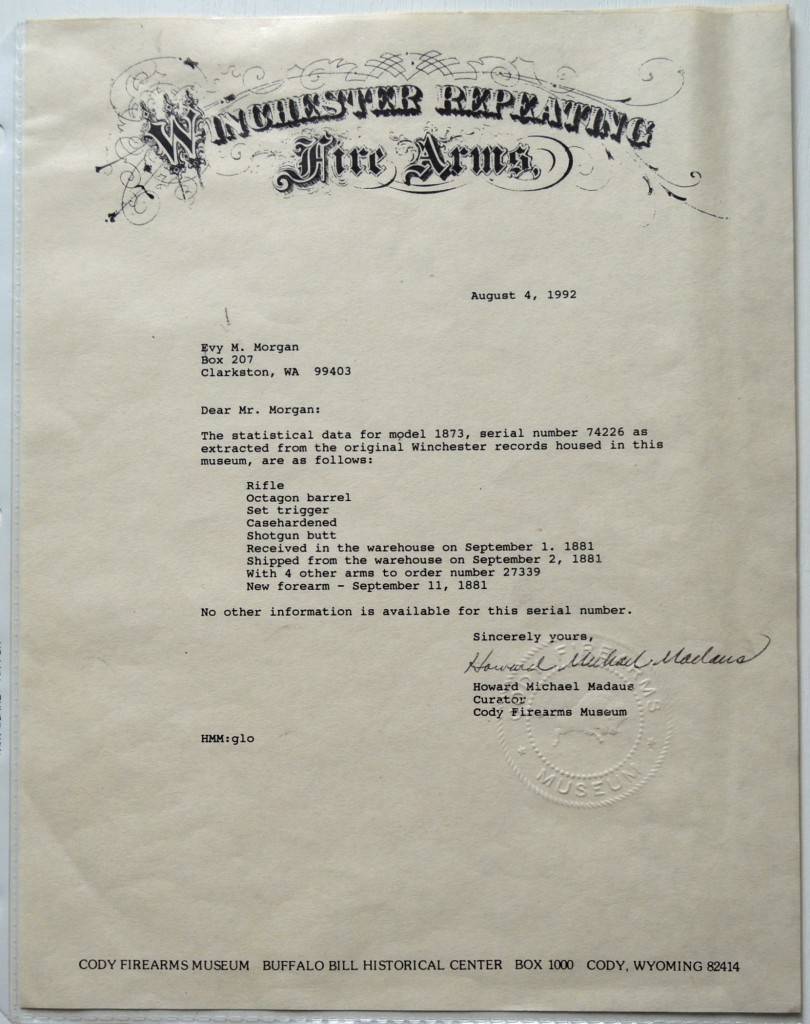 WINCHESTER REPEATING
Fire Arms,
August 4, 1992
Evy M. Morgan
Box 207
Clarkston, WA  99403
Dear Mr. Morgan:
The statistical data for model 1873, serial number 74226 as
extracted from the original Winchester records housed in this
museum, are as follows:
Rifle
Octagon barrel
Set trigger
Casehardened
Shotgun butt
Received in the warehouse on September 1. 1881
Shipped from the warehouse on September 2, 1881
With 4 other arms to order number 27339
New forearm - September 11, 1881
No other information is available for this serial number.
Sincerely yours,
Howard Michael Madaus
Howard Michael Madaus
Curator
Cody Firearms Museum
CODY FIREARMS
MUSEUM
HMM:glo
CODY FIREARMS MUSEUM  BUFFALO BILL HISTORICAL CENTER  BOX 1000  CODY, WYOMING 82414